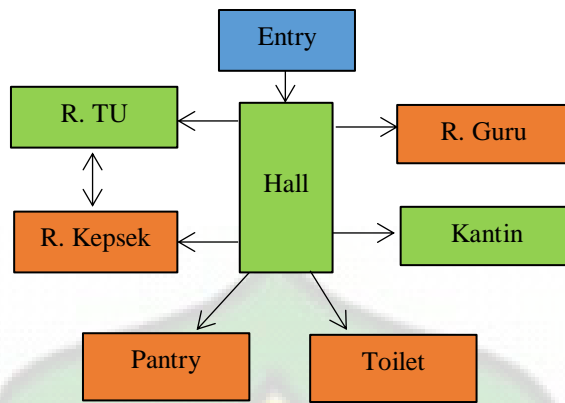 Entry
R. TU
R. Guru
Hall
R. Kepsek
Kantin
Pantry
Toilet